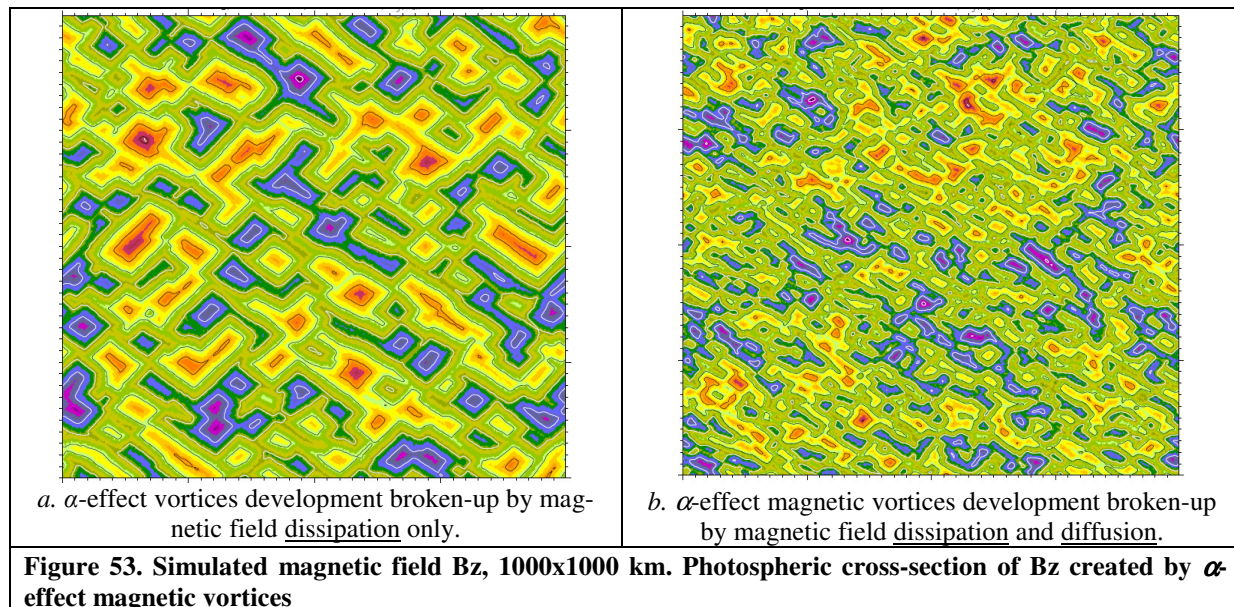 a. α-effect vortices development broken-up by mag-
netic field dissipation only.
b. α-effect magnetic vortices development broken-up
by magnetic field dissipation and diffusion.
Figure 53. Simulated magnetic field Bz, 1000x1000 km. Photospheric cross-section of Bz created by α-
effect magnetic vortices